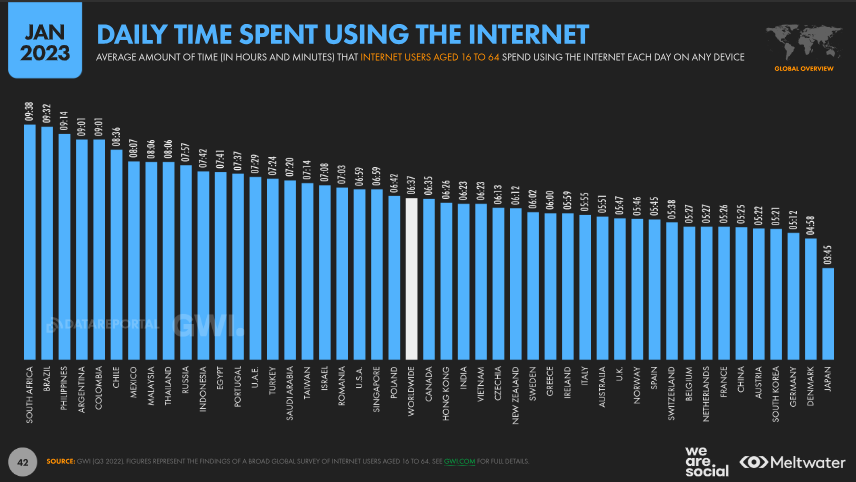 JAN
2023
DAILY TIME SPENT USING THE INTERNET
AVERAGE AMOUNT OF TIME (IN HOURS AND MINUTES) THAT INTERNET USERS AGED 16 TO 64 SPEND USING THE INTERNET EACH DAY ON ANY DEVICE
GLOBAL OVERVIEW
09:38
09:32
09:14
09:01
09:01
08:36
08:07
08:06
08:06
07:57
07:42
07:41
07:37
07:29
07:24
07:20
07:14
07:08
07:03
06:59
06:59
06:42
06:37
06:35
06:26
06:23
06:23
06:13
06:12
06:02
06:00
05:59
05:55
05:51
05:47
05:46
05:45
05:38
05:27
05:27
05:26
05:25
05:22
05:21
05:12
04:58
03:45
DATAREPORTAL
GWI.
SOUTH AFRICA
BRAZIL
PHILIPPINES
ARGENTINA
COLOMBIA
CHILE
MEXICO
MALAYSIA
THAILAND
RUSSIA
INDONESIA
EGYPT
PORTUGAL
U.A.E.
TURKEY
SAUDI ARABIA
TAIWAN
ISRAEL
ROMANIA
U.S.A.
SINGAPORE
POLAND
WORLDWIDE
CANADA
HONG KONG
INDIA
VIETNAM
CZECHIA
NEW ZEALAND
SWEDEN
GREECE
IRELAND
ITALY
AUSTRALIA
U.K.
NORWAY
SPAIN
SWITZERLAND
BELGIUM
NETHERLANDS
FRANCE
CHINA
AUSTRIA
SOUTH KOREA
GERMANY
DENMARK
JAPAN
42
SOURCE: GWI (Q3 2022). FIGURES REPRESENT THE FINDINGS OF A BROAD GLOBAL SURVEY OF INTERNET USERS AGED 16 TO 64. SEE GWI.COM FOR FULL DETAILS.
we
are.
social
Meltwater